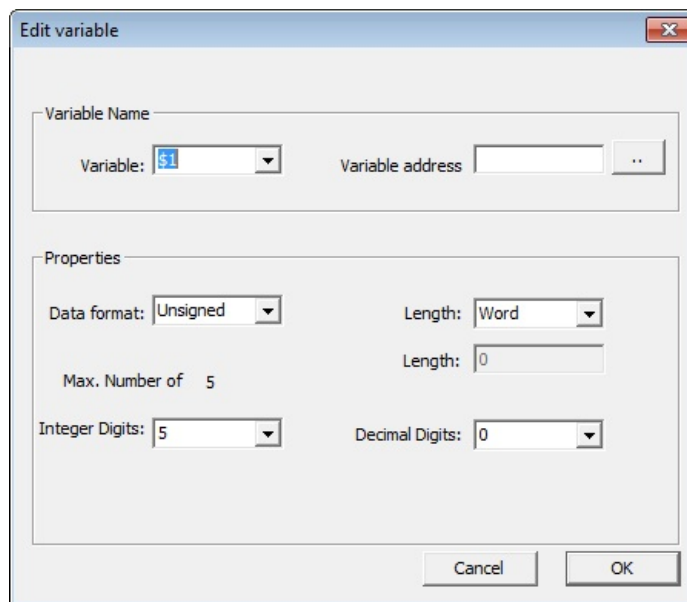 Edit variable
Variable Name
Variable: $1 Variable address ..
Properties
Data format: Unsigned Length: Word
Length: 0
Max. Number of 5
Integer Digits: 5 Decimal Digits: 0
Cancel OK